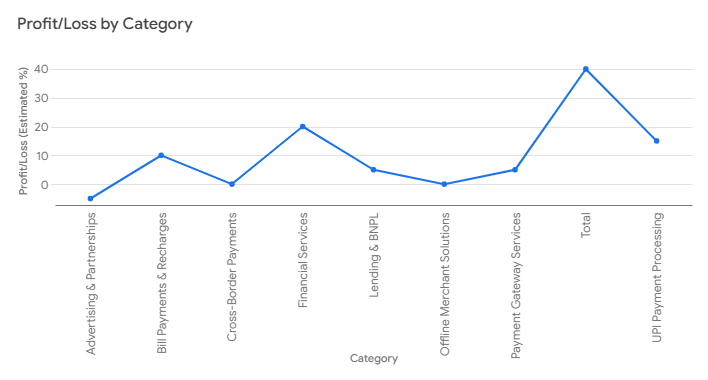 Profit/Loss by Category
Profit/Loss (Estimated %)
40
30
20
10
0
Advertising & Partnerships
Bill Payments & Recharges
Cross-Border Payments
Financial Services
Lending & BNPL
Offline Merchant Solutions
Payment Gateway Services
Total
UPI Payment Processing
Category